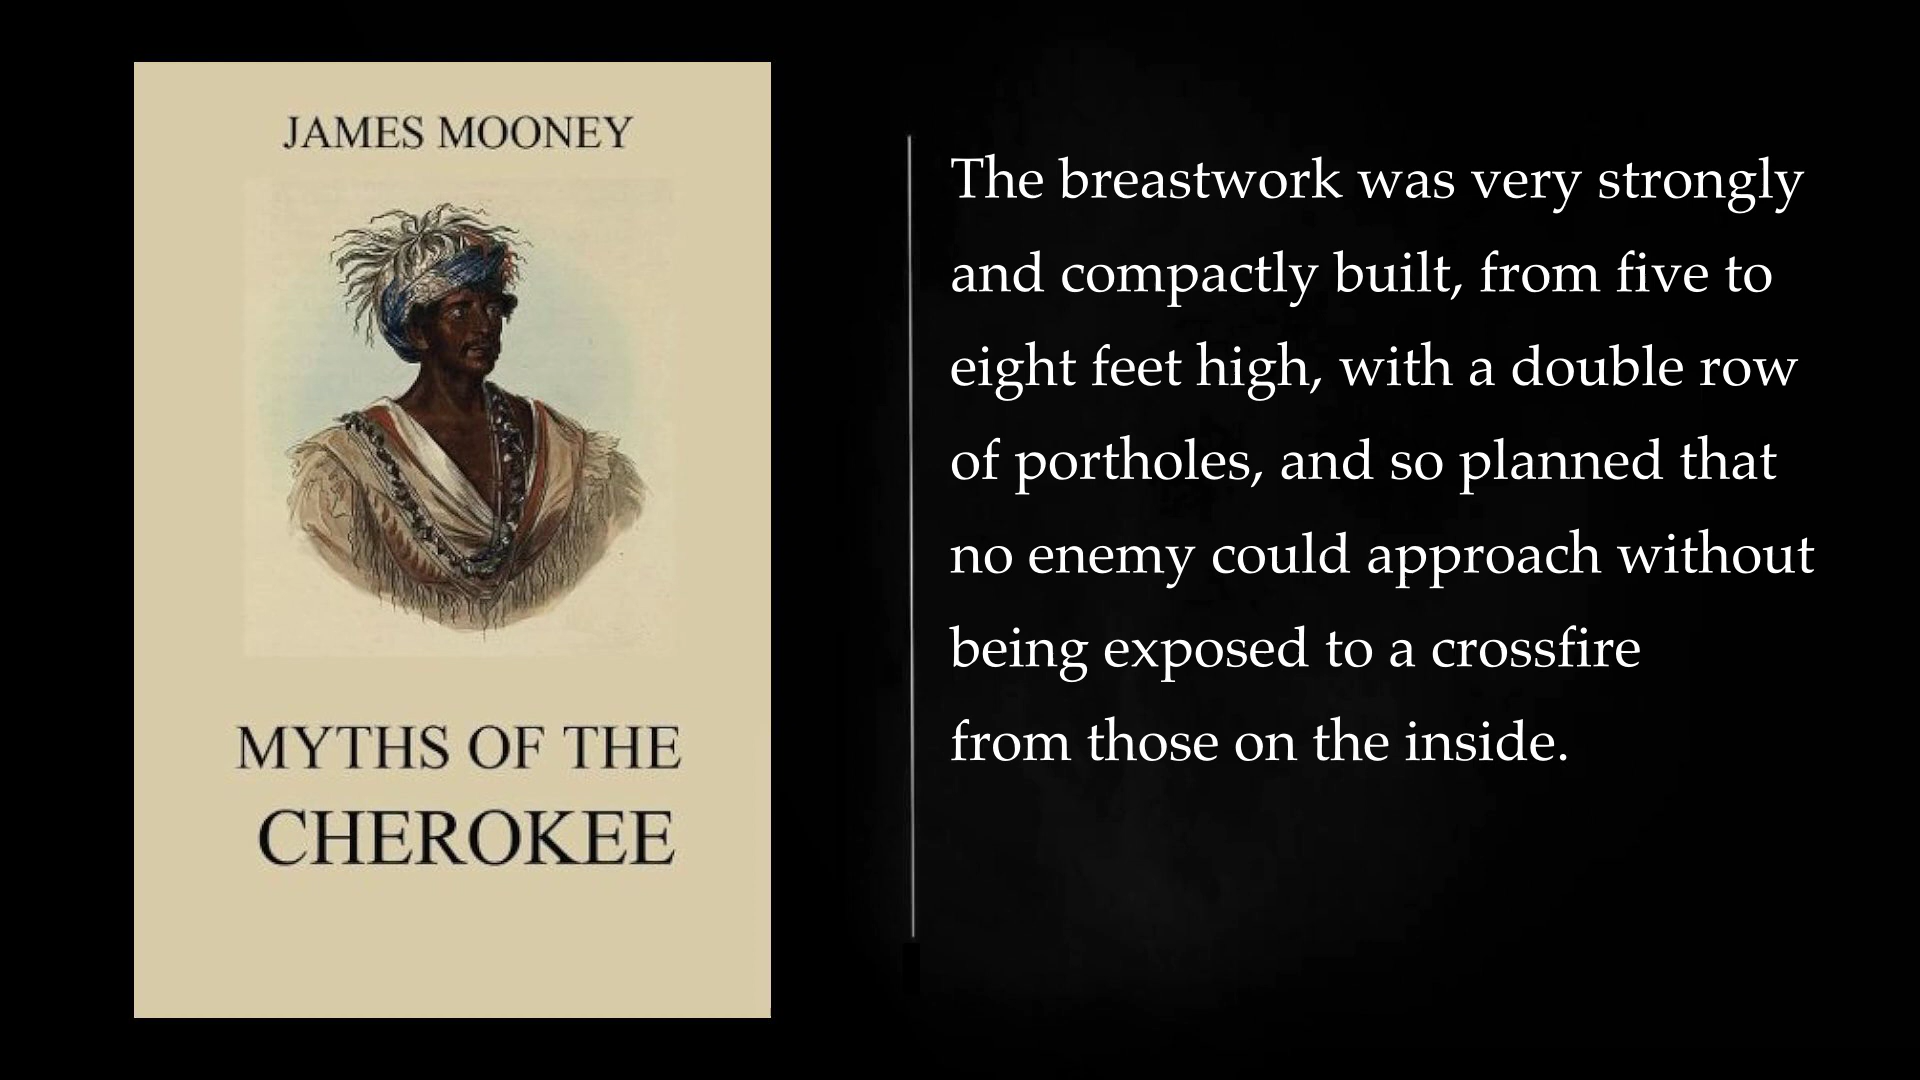 JAMES MOONEY
MYTHS OF THE
CHEROKEE
The breastwork was very strongly
and compactly built, from five to
eight feet high, with a double row
of portholes, and so planned that
no enemy could approach without
being exposed to a crossfire
from those on the inside.